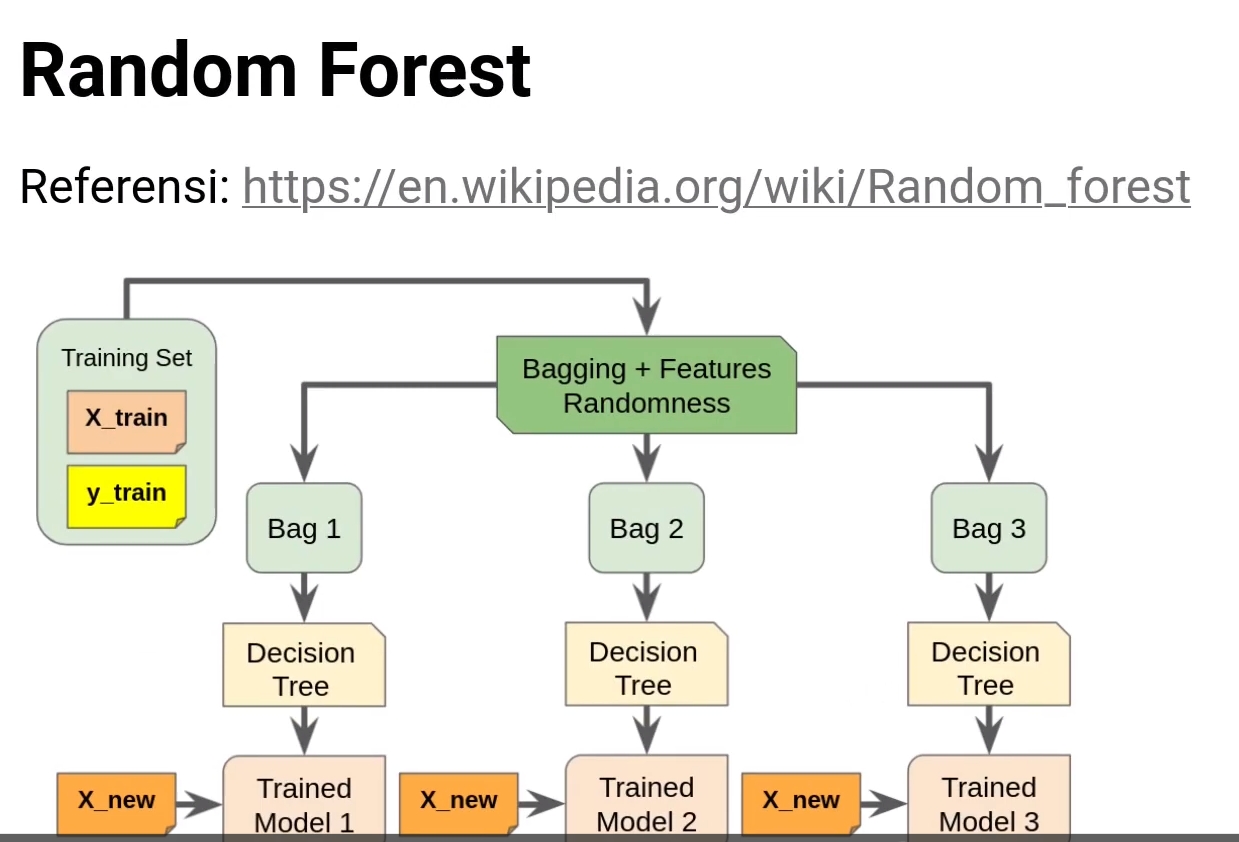 Random Forest
Referensi: https://en.wikipedia.org/wiki/Random_forest
Training Set
X_train
y_train
Bagging + Features
Randomness
Bag 1
Bag 2
Bag 3
Decision
Tree
Decision
Tree
Decision
Tree
X_new
Trained
Model 1
X_new
Trained
Model 2
X_new
Trained
Model 3